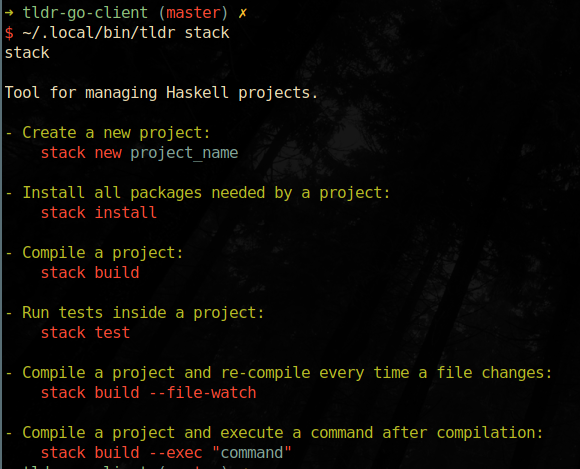 ➜ tldr-go-client (master) ✗
$ ~/.local/bin/tldr stack
stack
Tool for managing Haskell projects.
- Create a new project:
stack new project_name
- Install all packages needed by a project:
stack install
- Compile a project:
stack build
- Run tests inside a project:
stack test
- Compile a project and re-compile every time a file changes:
stack build --file-watch
- Compile a project and execute a command after compilation:
stack build --exec "command"